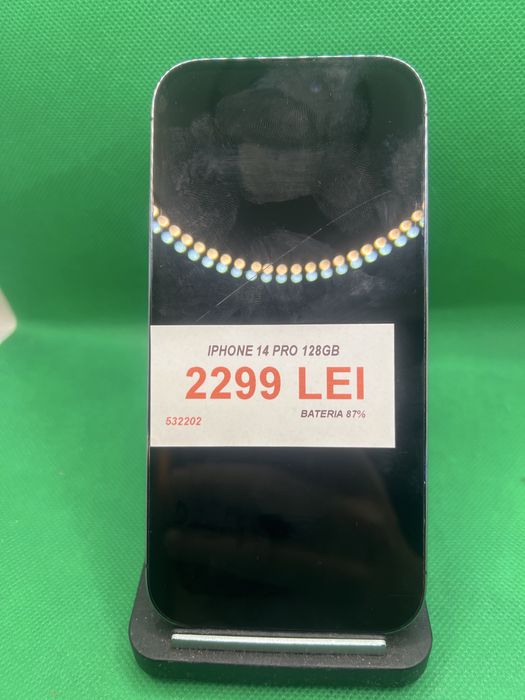 IPHONE 14 PRO 128GB
2299 LEI
BATERIA 87%
532202